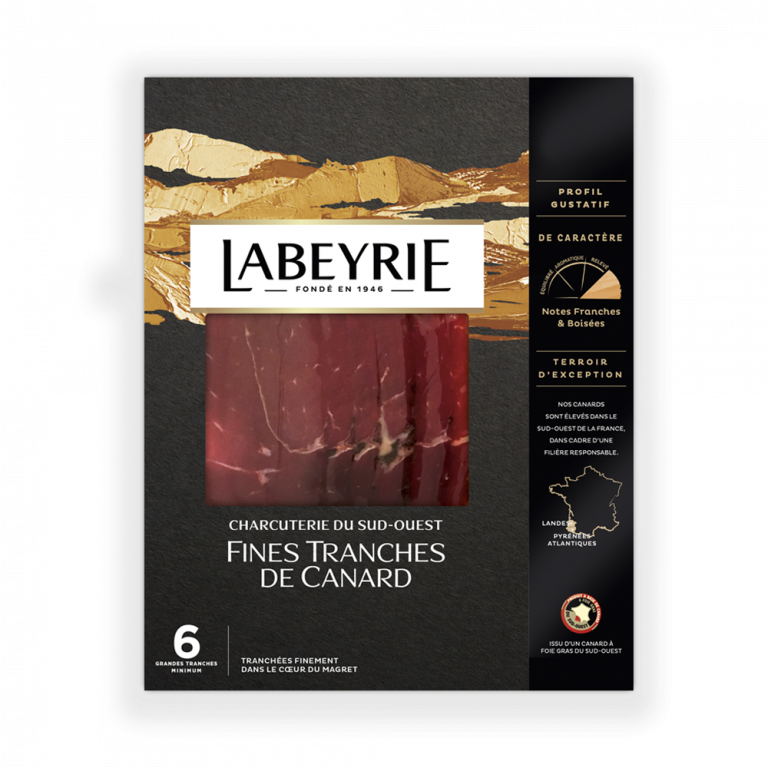 LABEYRIE
FONDÉ EN 1946
CHARCUTERIE DU SUD-OUEST
FINES TRANCHES
DE CANARD
6
GRANDES TRANCHES
MINIMUM
TRANCHÉES FINEMENT
DANS LE CŒUR DU MAGRET
PROFIL
GUSTATIF
DE CARACTÈRE
ÉQUILIBRÉ AROMATIQUE RELEVÉ
Notes Franches
& Boisées
TERROIR
D'EXCEPTION
NOS CANARDS
SONT ÉLEVÉS DANS LE
SUD-OUEST DE LA FRANCE,
DANS CADRE D'UNE
FILIÈRE RESPONSABLE.
LANDES
PYRÉNÉES
ATLANTIQUES
DU SUD-OUEST
ISSU D'UN CANARD À
FOIE GRAS DU SUD-OUEST